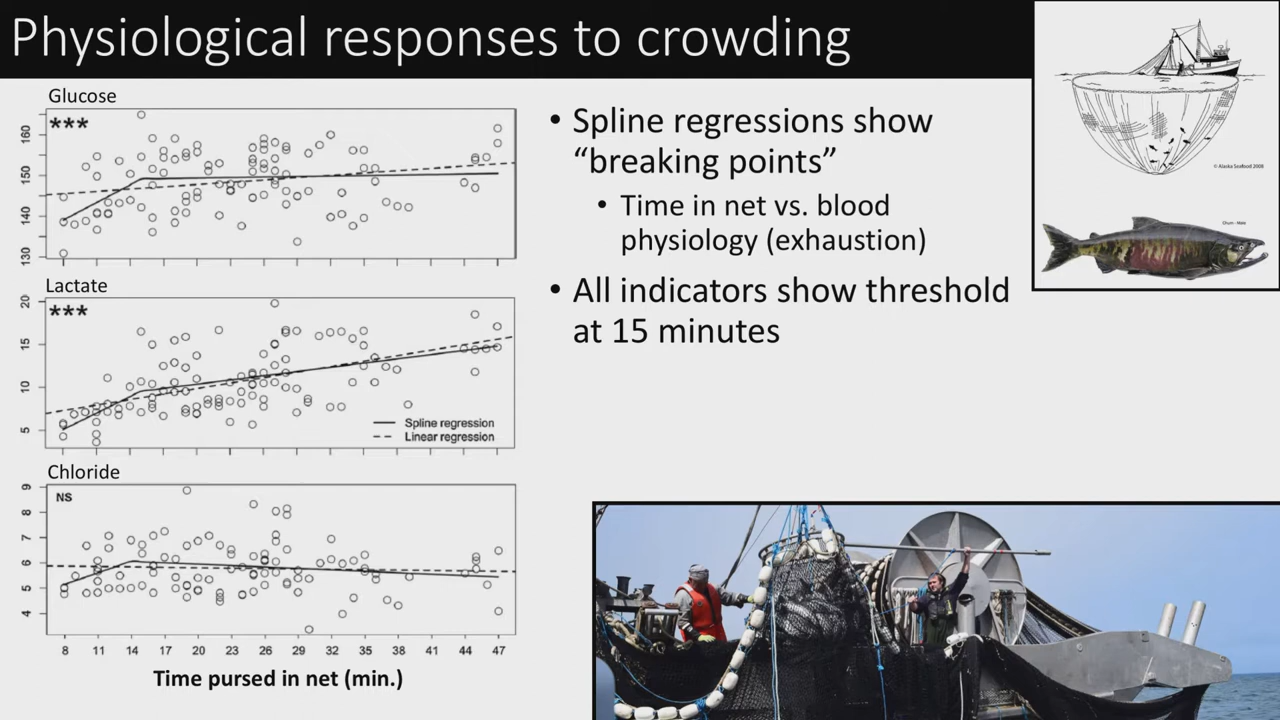 Physiological responses to crowding
Glucose
***
160
150
140
130
Lactate
***
20
15
10
5
Spline regression
Linear regression
Chloride
NS
9
8
7
6
5
4
8 11 14 17 20 23 26 29 32 35 38 41 44 47
Time pursed in net (min.)
• Spline regressions show
“breaking points”
• Time in net vs. blood
physiology (exhaustion)
• All indicators show threshold
at 15 minutes
© Alaska Seafood 2008
Chum - Male